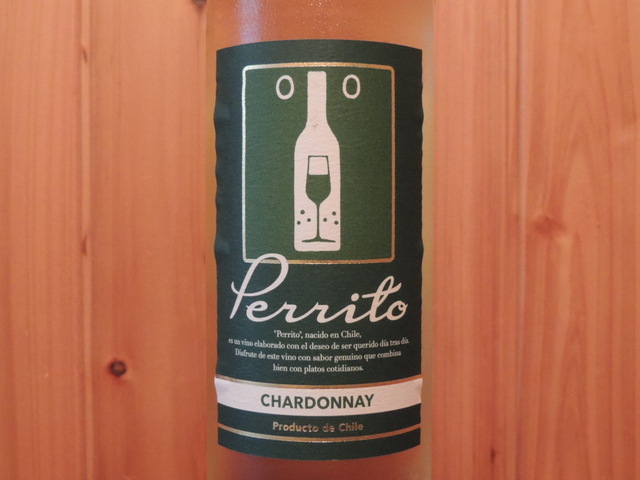 Perrito
"Perrito", nacido en Chile,
es un vino elaborado con el deseo de ser querido día tras día.
Disfrute de este vino con sabor genuino que combina
bien con platos cotidianos.
CHARDONNAY
Producto de Chile